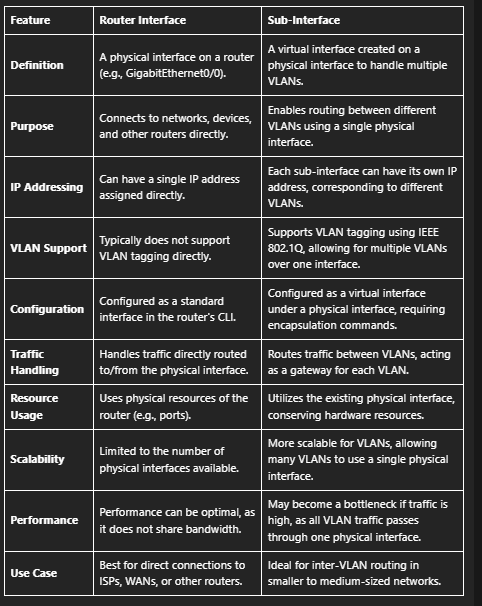 Feature Router Interface Sub-Interface
Definition
A physical interface on a router
(e.g., GigabitEthernet0/0).
A virtual interface created on a
physical interface to handle multiple
VLANs.
Purpose
Connects to networks, devices,
and other routers directly.
Enables routing between different
VLANs using a single physical
interface.
IP Addressing
Can have a single IP address
assigned directly.
Each sub-interface can have its own IP
address, corresponding to different
VLANs.
VLAN Support
Typically does not support
VLAN tagging directly.
Supports VLAN tagging using IEEE
802.1Q, allowing for multiple VLANs
over one interface.
Configuration
Configured as a standard
interface in the router's CLI.
Configured as a virtual interface
under a physical interface, requiring
encapsulation commands.
Traffic
Handling
Handles traffic directly routed
to/from the physical interface.
Routes traffic between VLANs, acting
as a gateway for each VLAN.
Resource
Usage
Uses physical resources of the
router (e.g., ports).
Utilizes the existing physical interface,
conserving hardware resources.
Scalability
Limited to the number of
physical interfaces available.
More scalable for VLANs, allowing
many VLANs to use a single physical
interface.
Performance
Performance can be optimal, as
it does not share bandwidth.
May become a bottleneck if traffic is
high, as all VLAN traffic passes
through one physical interface.
Use Case
Best for direct connections to
ISPs, WANs, or other routers.
Ideal for inter-VLAN routing in
smaller to medium-sized networks.